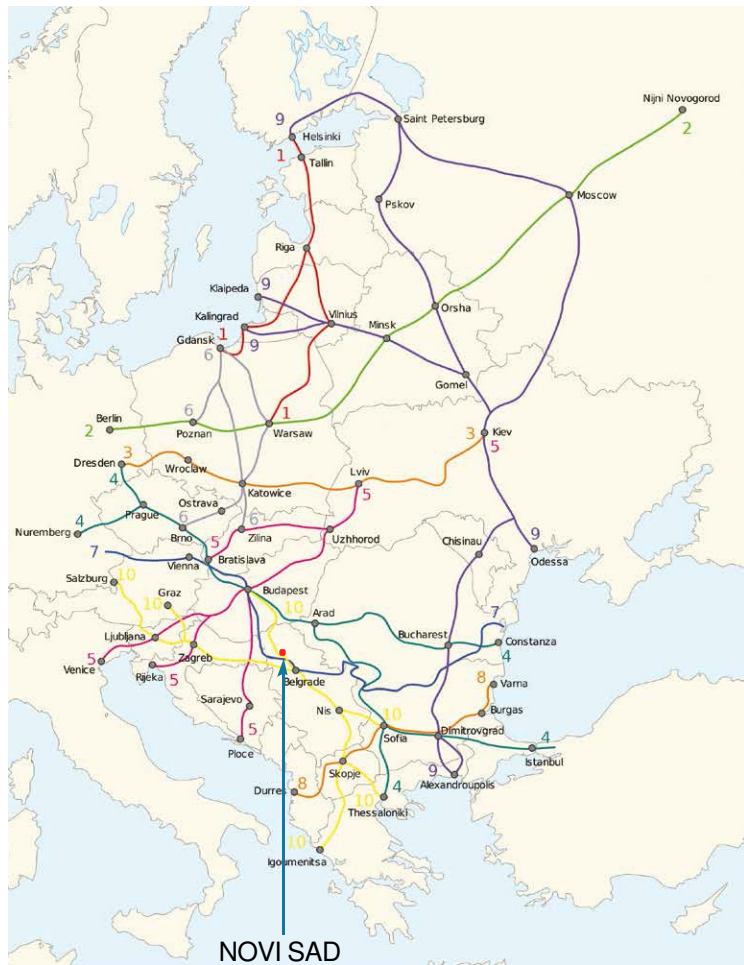 Nijni Novogorod
2
9
Helsinki
Saint Petersburg
1
Tallin
Moscow
Pskov
Riga
Klaipeda
9
Kalingrad
1
Vilnius
Orsha
Minsk
Gdansk
9
6
Gomel
Berlin
6
1
2
Poznan
Warsaw
3
Kiev
5
Dresden
3
Wroclaw
Lviv
4
Katowice
5
Ostrava
Prague
4
6
6
Nuremberg
Brno
Zilina
Uzhhorod
Chisinau
9
Odessa
7
5
Vienna
Bratislava
Salzburg
10
Budapest
Graz
10
10
Arad
7
Ljubljana
Bucharest
Constanza
4
Zagreb
Venice
5
Rijeka
5
Belgrade
8
Varna
Sarajevo
Nis
10
Burgas
5
Sofia
Dimitrovgrad
4
Ploce
Istanbul
Skopje
9
Alexandroupolis
Durres
8
10
4
Thessaloniki
10
Igoumenitsa
NOVI SAD